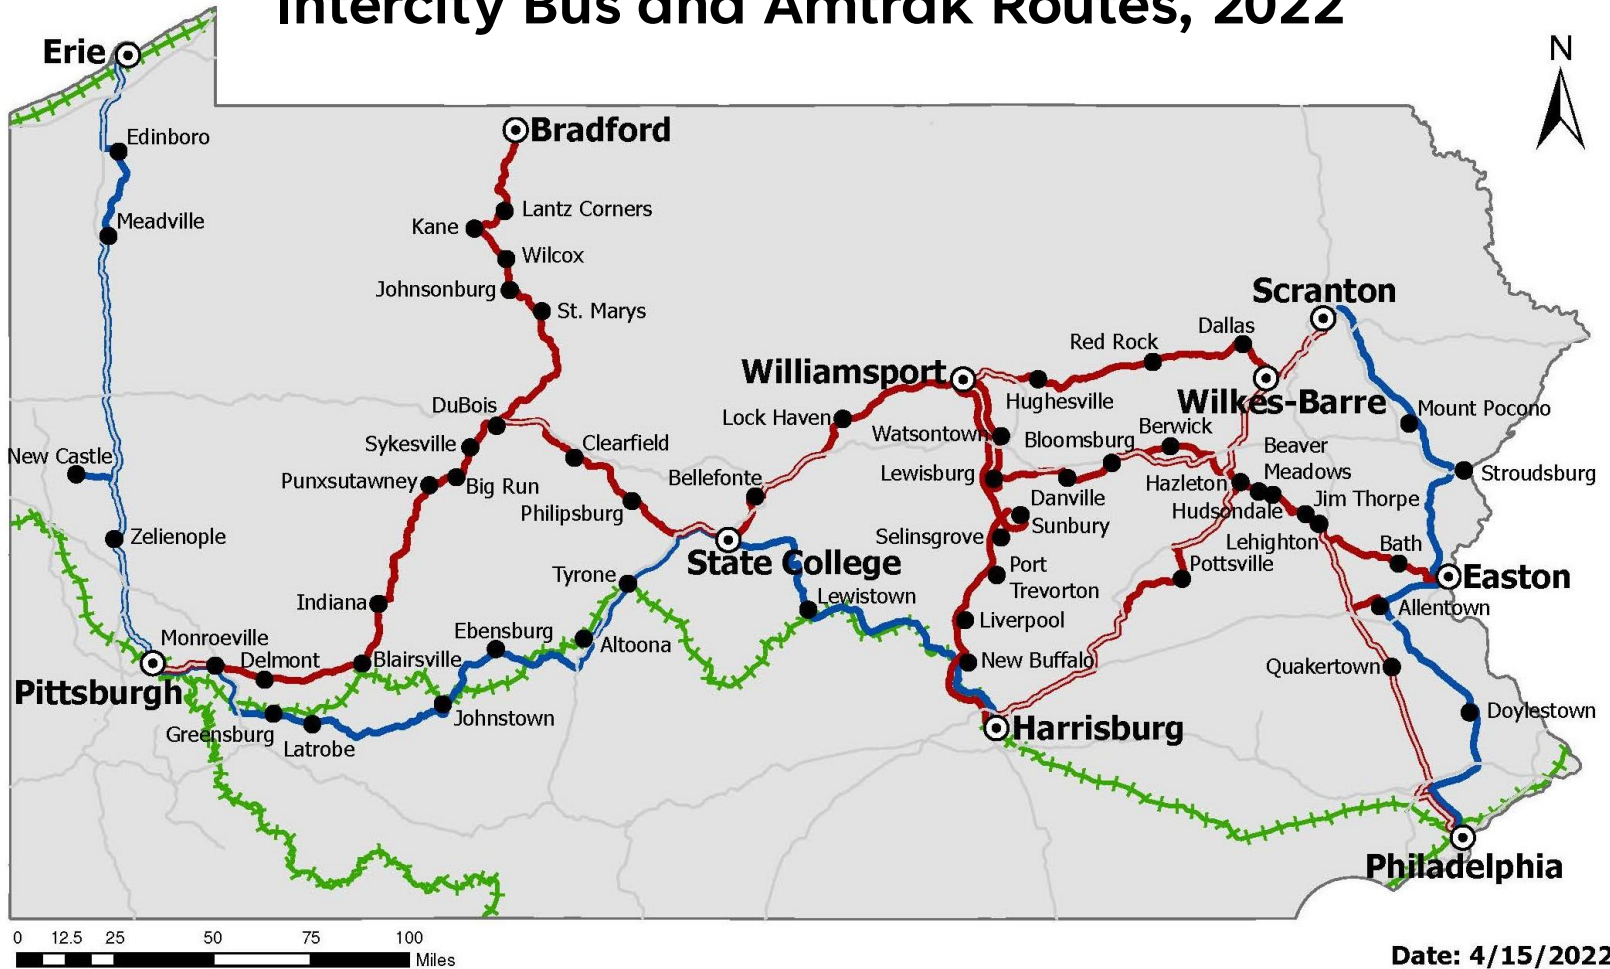 Intercity Bus and Amtrak Routes, 2022
N
Erie
Edinboro
Bradford
Meadville
Lantz Corners
Kane
Wilcox
Johnsonburg
St. Marys
Scranton
Dallas
Red Rock
Williamsport
Wilkes-Barre
Hughesville
DuBois
Lock Haven
Mount Pocono
Watsontown
Bloomsburg
Berwick
Sykesville
Clearfield
Beaver
Meadows
New Castle
Punxsutawney
Big Run
Bellefonte
Lewisburg
Danville
Hazleton
Stroudsburg
Philipsburg
Jim Thorpe
Hudsondale
Sunbury
Selinsgrove
Zelienople
Lehighton
Bath
State College
Port
Trevorton
Pottsville
Tyrone
Easton
Indiana
Lewistown
Allentown
Liverpool
Monroeville
Ebensburg
Altoona
Delmont
Blairsville
New Buffalo
Quakertown
Pittsburgh
Johnstown
Doylestown
Greensburg
Latrobe
Harrisburg
Philadelphia
0 12.5 25 50 75 100
Miles
Date: 4/15/2022